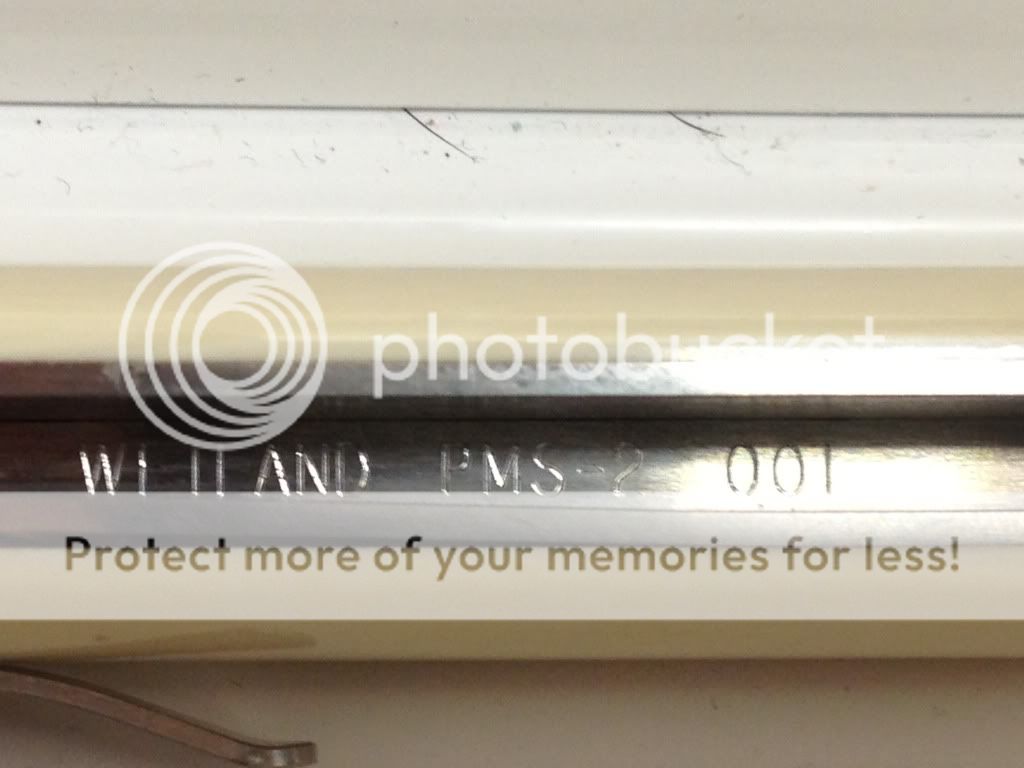 photobucket
PMS-2 001
Protect more of your memories for less!